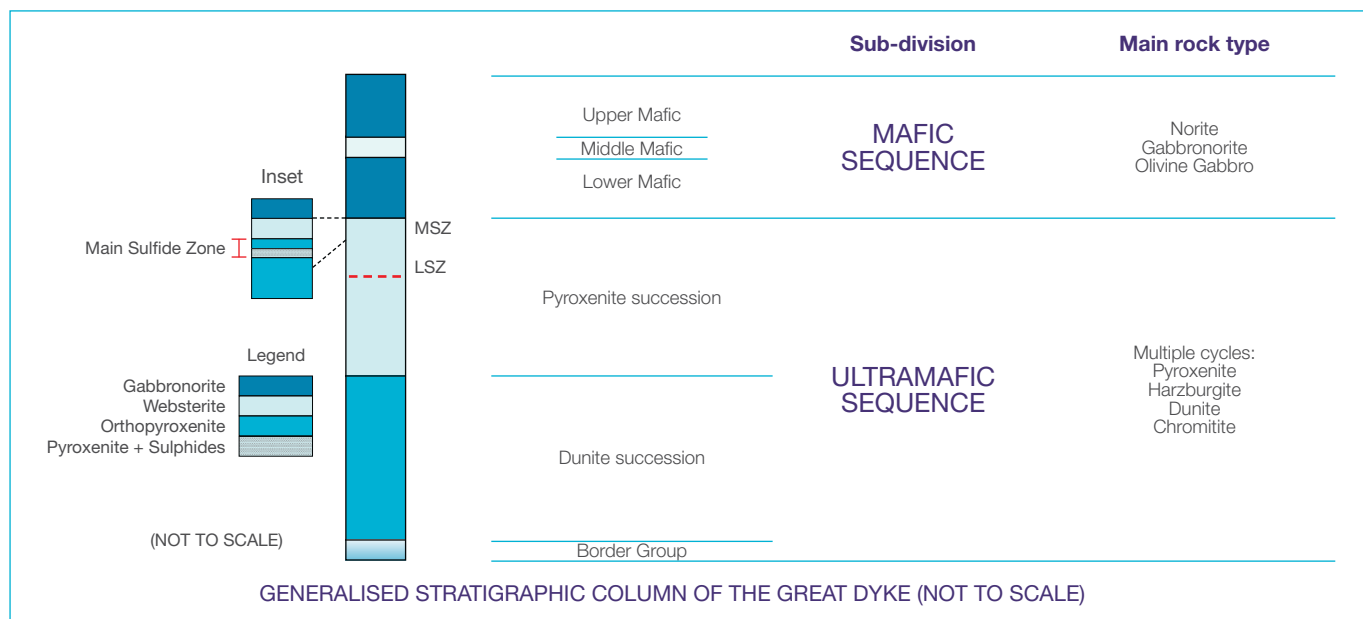 Sub-division
Main rock type
Upper Mafic
Middle Mafic
Lower Mafic
MAFIC
SEQUENCE
Norite
Gabbronorite
Olivine Gabbro
Inset
Main Sulfide Zone
MSZ
LSZ
Pyroxenite succession
Legend
Gabbronorite
Websterite
Orthopyroxenite
Pyroxenite + Sulphides
ULTRAMAFIC
SEQUENCE
Multiple cycles:
Pyroxenite
Harzburgite
Dunite
Chromitite
Dunite succession
(NOT TO SCALE)
Border Group
GENERALISED STRATIGRAPHIC COLUMN OF THE GREAT DYKE (NOT TO SCALE)